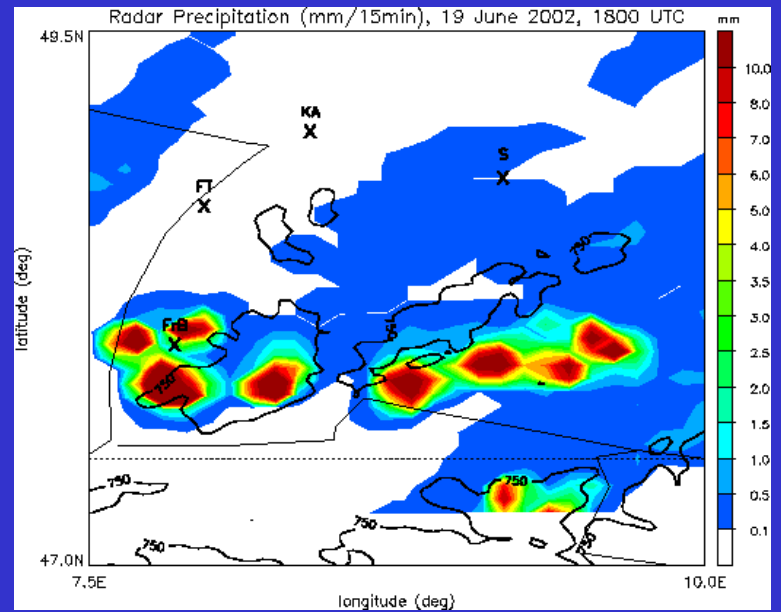 Radar Precipitation (mm/15min), 19 June 2002, 1800 UTC
mm
49.5N
10.0
KA
X
8.0
S
X
7.0
FT
X
6.0
5.0
750
4.0
latitude (deg)
3.5
3.0
FrB
X
750
2.5
750
2.0
1.5
1.0
750
750
0.5
750
750
0.1
47.0N
7.5E
10.0E
longitude (deg)